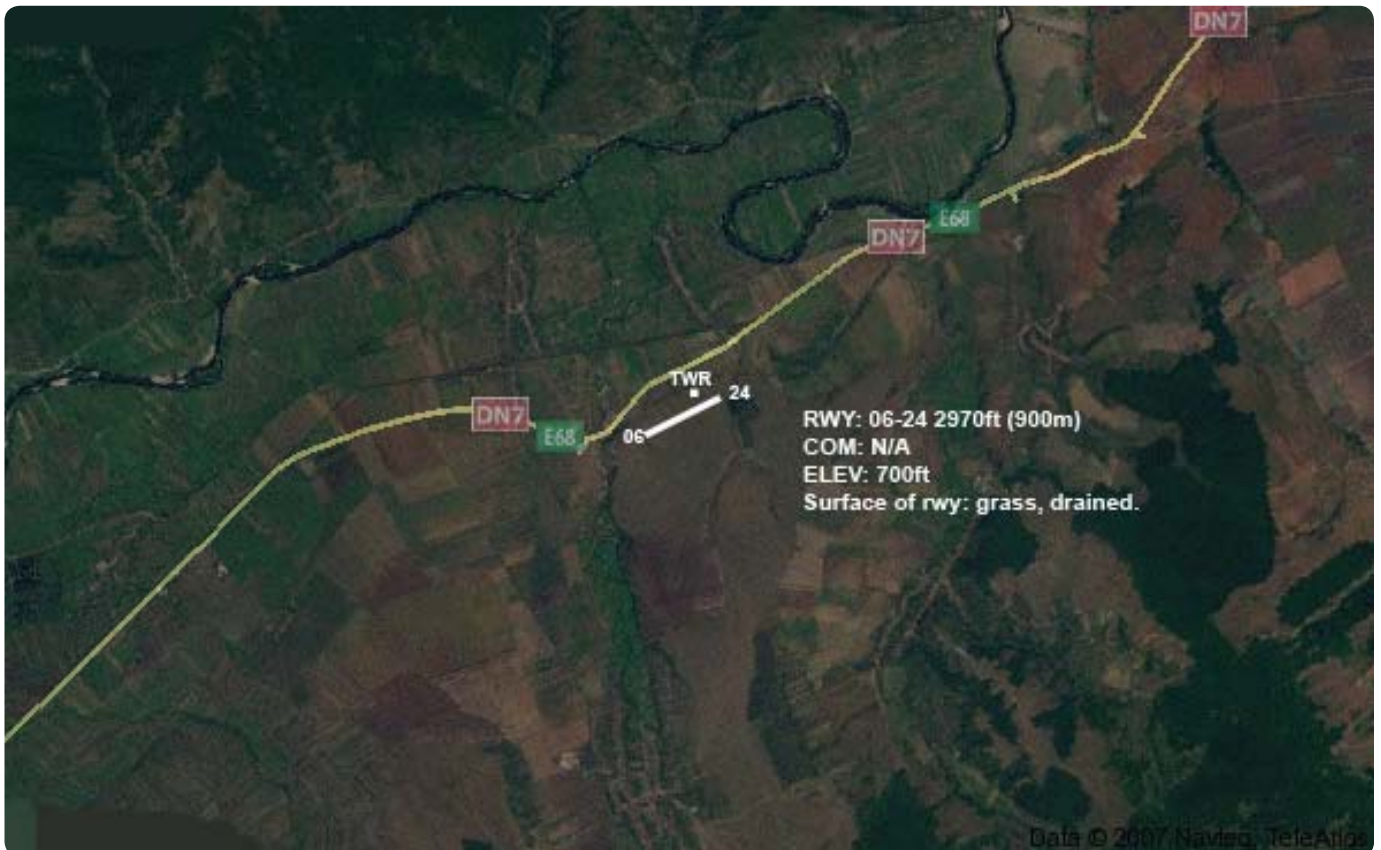 DN7
DN7
E68
TWR
24
DN7
E68
06
RWY: 06-24 2970ft (900m)
COM: N/A
ELEV: 700ft
Surface of rwy: grass, drained.
Data © 2007 Navteq, TeleAtlas